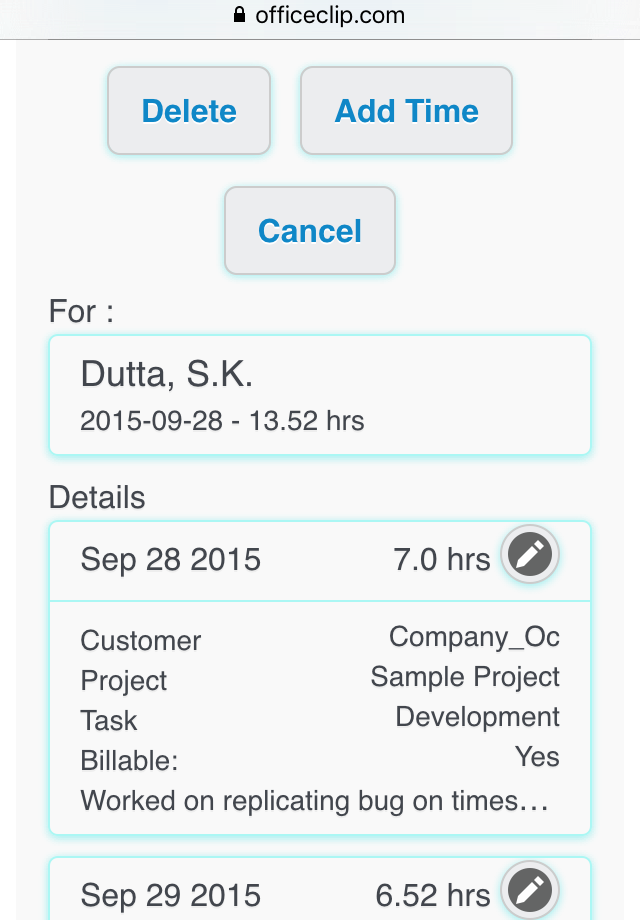 officeclip.com
Delete
Add Time
Cancel
For :
Dutta, S.K.
2015-09-28 - 13.52 hrs
Details
Sep 28 2015 7.0 hrs
Customer Company_Oc
Project Sample Project
Task Development
Billable: Yes
Worked on replicating bug on times...
Sep 29 2015 6.52 hrs